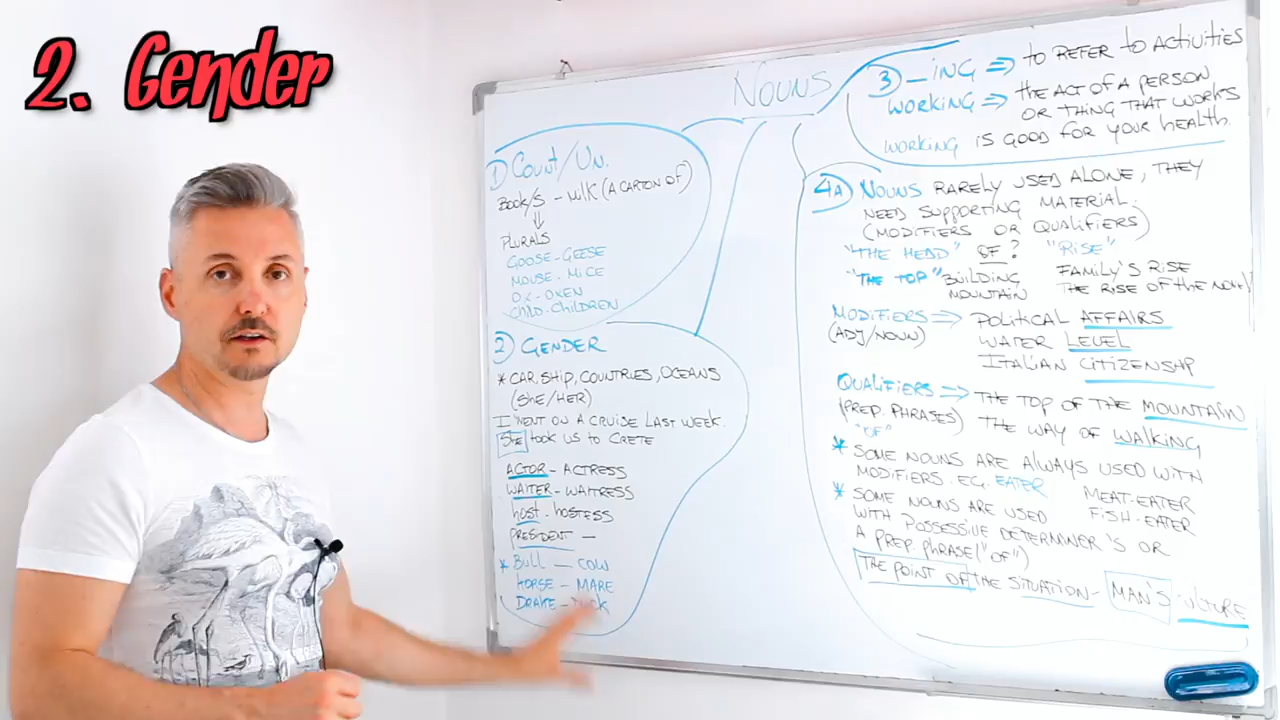 2. Gender
NOUNS
1) COUNT/UN.
BOOK/S - MILK (A CARTON OF)
PLURALS
GOOSE - GEESE
MOUSE - MICE
OX - OXEN
CHILD - CHILDREN
2) GENDER
* CAR, SHIP, COUNTRIES, OCEANS
(SHE/HER)
I WENT ON A CRUISE LAST WEEK.
SHE TOOK US TO CRETE
ACTOR - ACTRESS
WAITER - WAITRESS
HOST - HOSTESS
PRESIDENT -
* BULL - COW
HORSE - MARE
DRAKE -
3) _ING ⇒ TO REFER TO ACTIVITIES
WORKING ⇒ THE ACT OF A PERSON
OR THING THAT WORKS
WORKING IS GOOD FOR YOUR HEALTH.
4A) NOUNS RARELY USED ALONE, THEY
NEED SUPPORTING MATERIAL.
(MODIFIERS OR QUALIFIERS)
"THE HEAD" OF? "RISE"
"THE TOP" BUILDING FAMILY'S RISE
MOUNTAIN THE RISE OF THE
MODIFIERS ⇒ POLITICAL AFFAIRS
(ADJ/NOUN) WATER LEVEL
ITALIAN CITIZENSHIP
QUALIFIERS ⇒ THE TOP OF THE MOUNTAIN
(PREP. PHRASES) THE WAY OF WALKING
"OF"
* SOME NOUNS ARE ALWAYS USED WITH
MODIFIERS. E.G. EATER MEAT-EATER
FISH-EATER
* SOME NOUNS ARE USED
WITH POSSESSIVE DETERMINER 'S OR
A PREP. PHRASE ("OF")
THE POINT OF THE SITUATION - MAN'S